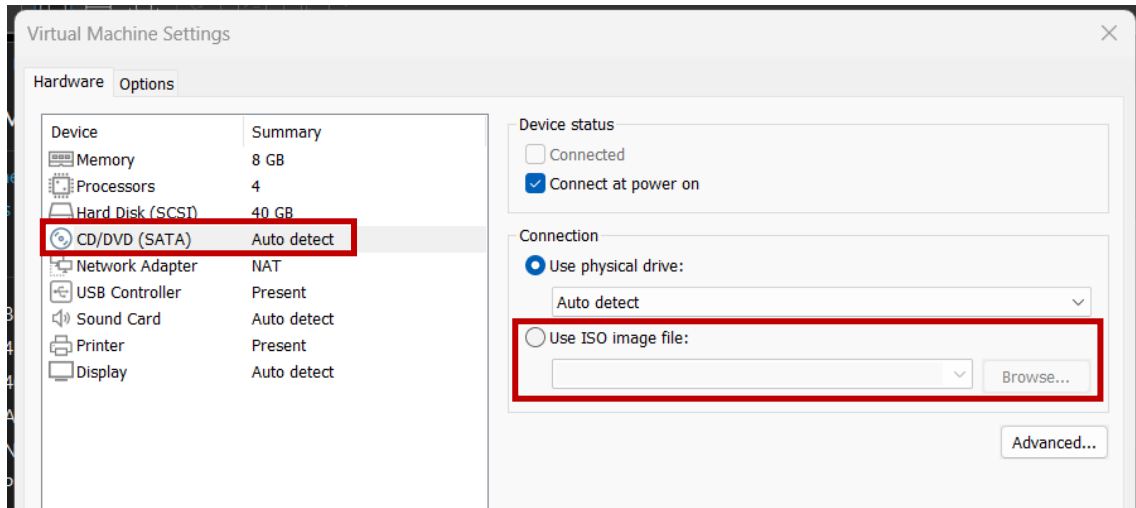 Virtual Machine Settings
Hardware Options
Device Summary
Memory 8 GB
Processors 4
Hard Disk (SCSI) 40 GB
CD/DVD (SATA) Auto detect
Network Adapter NAT
USB Controller Present
Sound Card Auto detect
Printer Present
Display Auto detect
Device status
Connected
Connect at power on
Connection
Use physical drive:
Auto detect
Use ISO image file:
Browse...
Advanced...